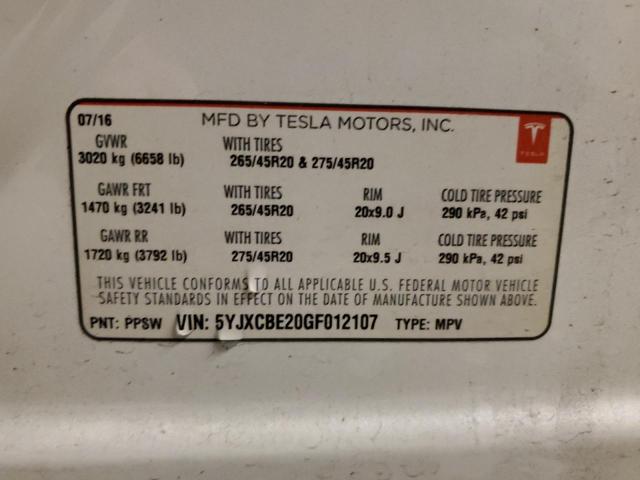 07/16 MFD BY TESLA MOTORS, INC.
GVWR WITH TIRES
3020 kg (6658 lb) 265/45R20 & 275/45R20
TESLA
GAWR FRT WITH TIRES RIM COLD TIRE PRESSURE
1470 kg (3241 lb) 265/45R20 20x9.0 J 290 kPa, 42 psi
GAWR RR WITH TIRES RIM COLD TIRE PRESSURE
1720 kg (3792 lb) 275/45R20 20x9.5 J 290 kPa, 42 psi
THIS VEHICLE CONFORMS TO ALL APPLICABLE U.S. FEDERAL MOTOR VEHICLE
SAFETY STANDARDS IN EFFECT ON THE DATE OF MANUFACTURE SHOWN ABOVE.
PNT: PPSW VIN: 5YJXCBE20GF012107 TYPE: MPV